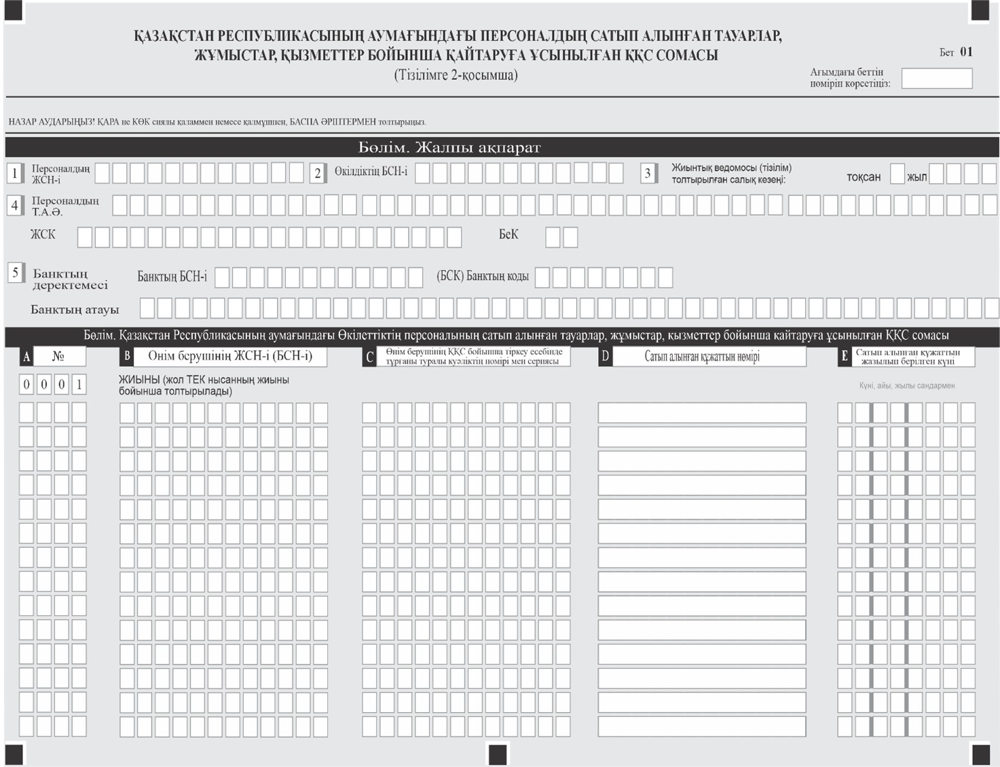 ҚАЗАҚСТАН РЕСПУБЛИКАСЫНЫҢ АУМАҒЫНДАҒЫ ПЕРСОНАЛДЫҢ САТЫП АЛЫНҒАН ТАУАРЛАР,
ЖҰМЫСТАР, ҚЫЗМЕТТЕР БОЙЫНША ҚАЙТАРУҒА ҰСЫНЫЛҒАН ҚҚС СОМАСЫ
(Тізілімге 2-қосымша)
Бет 01
Ағымдағы беттін
нөмірін көрсетіңіз:
НАЗАР АУДАРЫҢЫЗ! ҚАРА не КӨК сиялы қаламмен немесе қалмұшпен, БАСПА ӘРІПТЕРМЕН толтырыңыз.
Бөлім. Жалпы ақпарат
1 Персоналдың
ЖСН-і
2 Өкілдіктің БСН-і
3 Жиынтық ведомосы (тізілім)
толтырылған салық кезеңі:
тоқсан жыл
4 Персоналдың
Т.А.Ә.
ЖСК БеК
5 Банктың
деректемесі
Банктың БСН-і (БСК) Банктың коды
Банктың атауы
Бөлім. Қазақстан Республикасының аумағындағы Өкілеттіктің персоналының сатып алынған тауарлар, жұмыстар, қызметтер бойынша қайтаруға ұсынылған ҚҚС сомасы
A № B Өнім берушінің ЖСН-і (БСН-і) C Өнім берушінің ҚҚС бойынша тіркеу есебінде
тұрғаны туралы куәліктің нөмірі мен сериясы
D Сатып алынған құжаттын нөмірі
E Сатып алынған құжаттын
жазылып берілген күні
0 0 0 1 ЖИЫНЫ (жол ТЕК нысанның жиыны
бойынша толтырылады)
Күні, айы, жылы сандармен